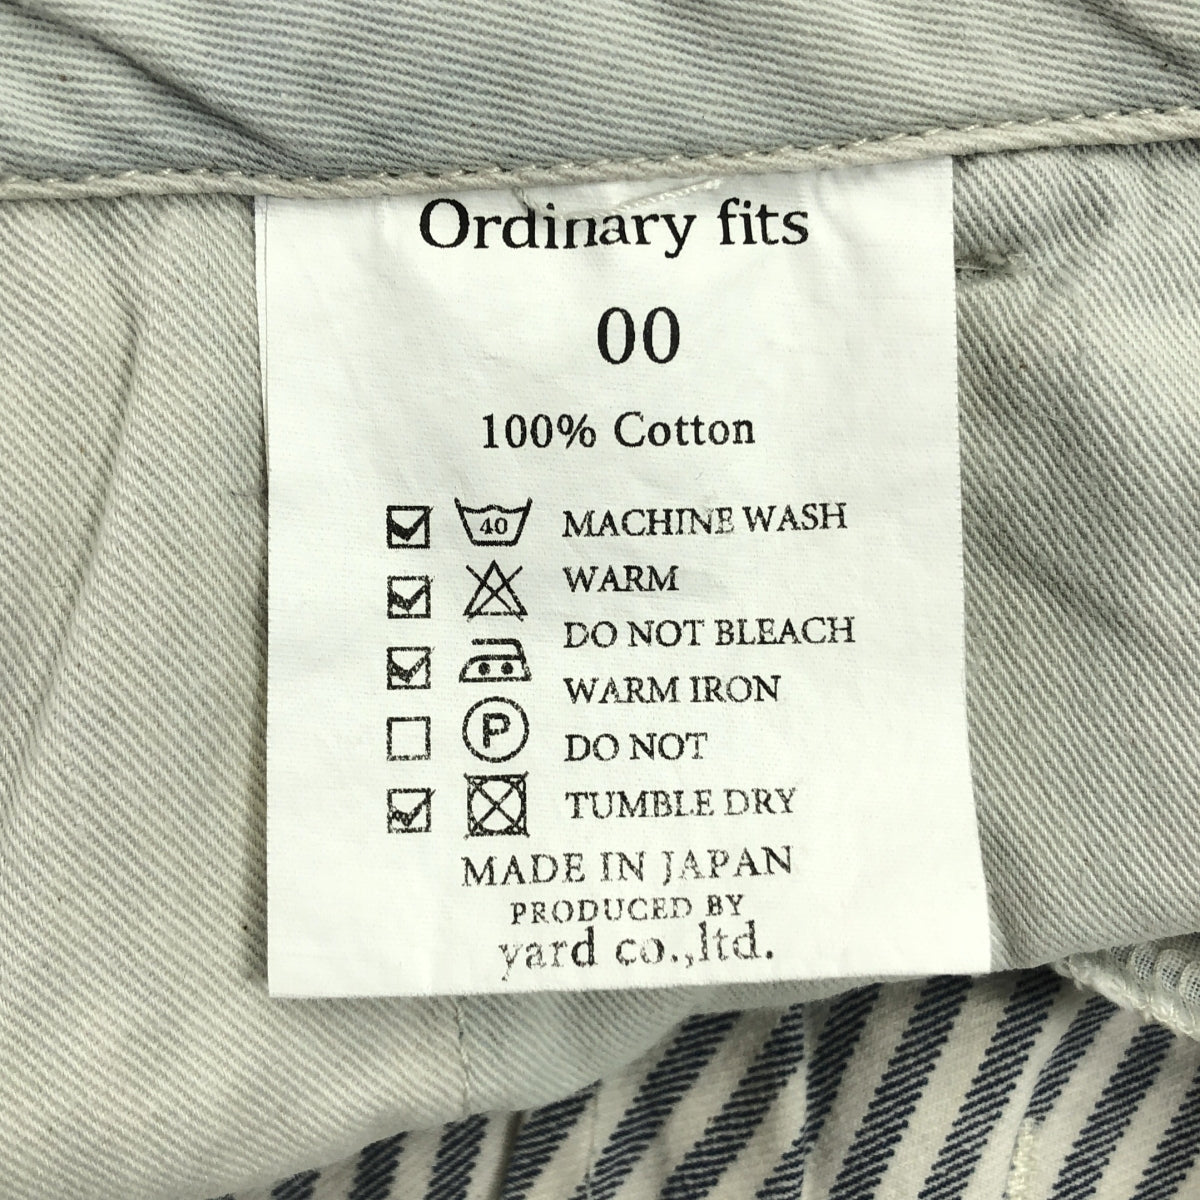 Ordinary fits
00
100% Cotton
40 MACHINE WASH
WARM
DO NOT BLEACH
WARM IRON
P DO NOT
TUMBLE DRY
MADE IN JAPAN
PRODUCED BY
yard co.,ltd.